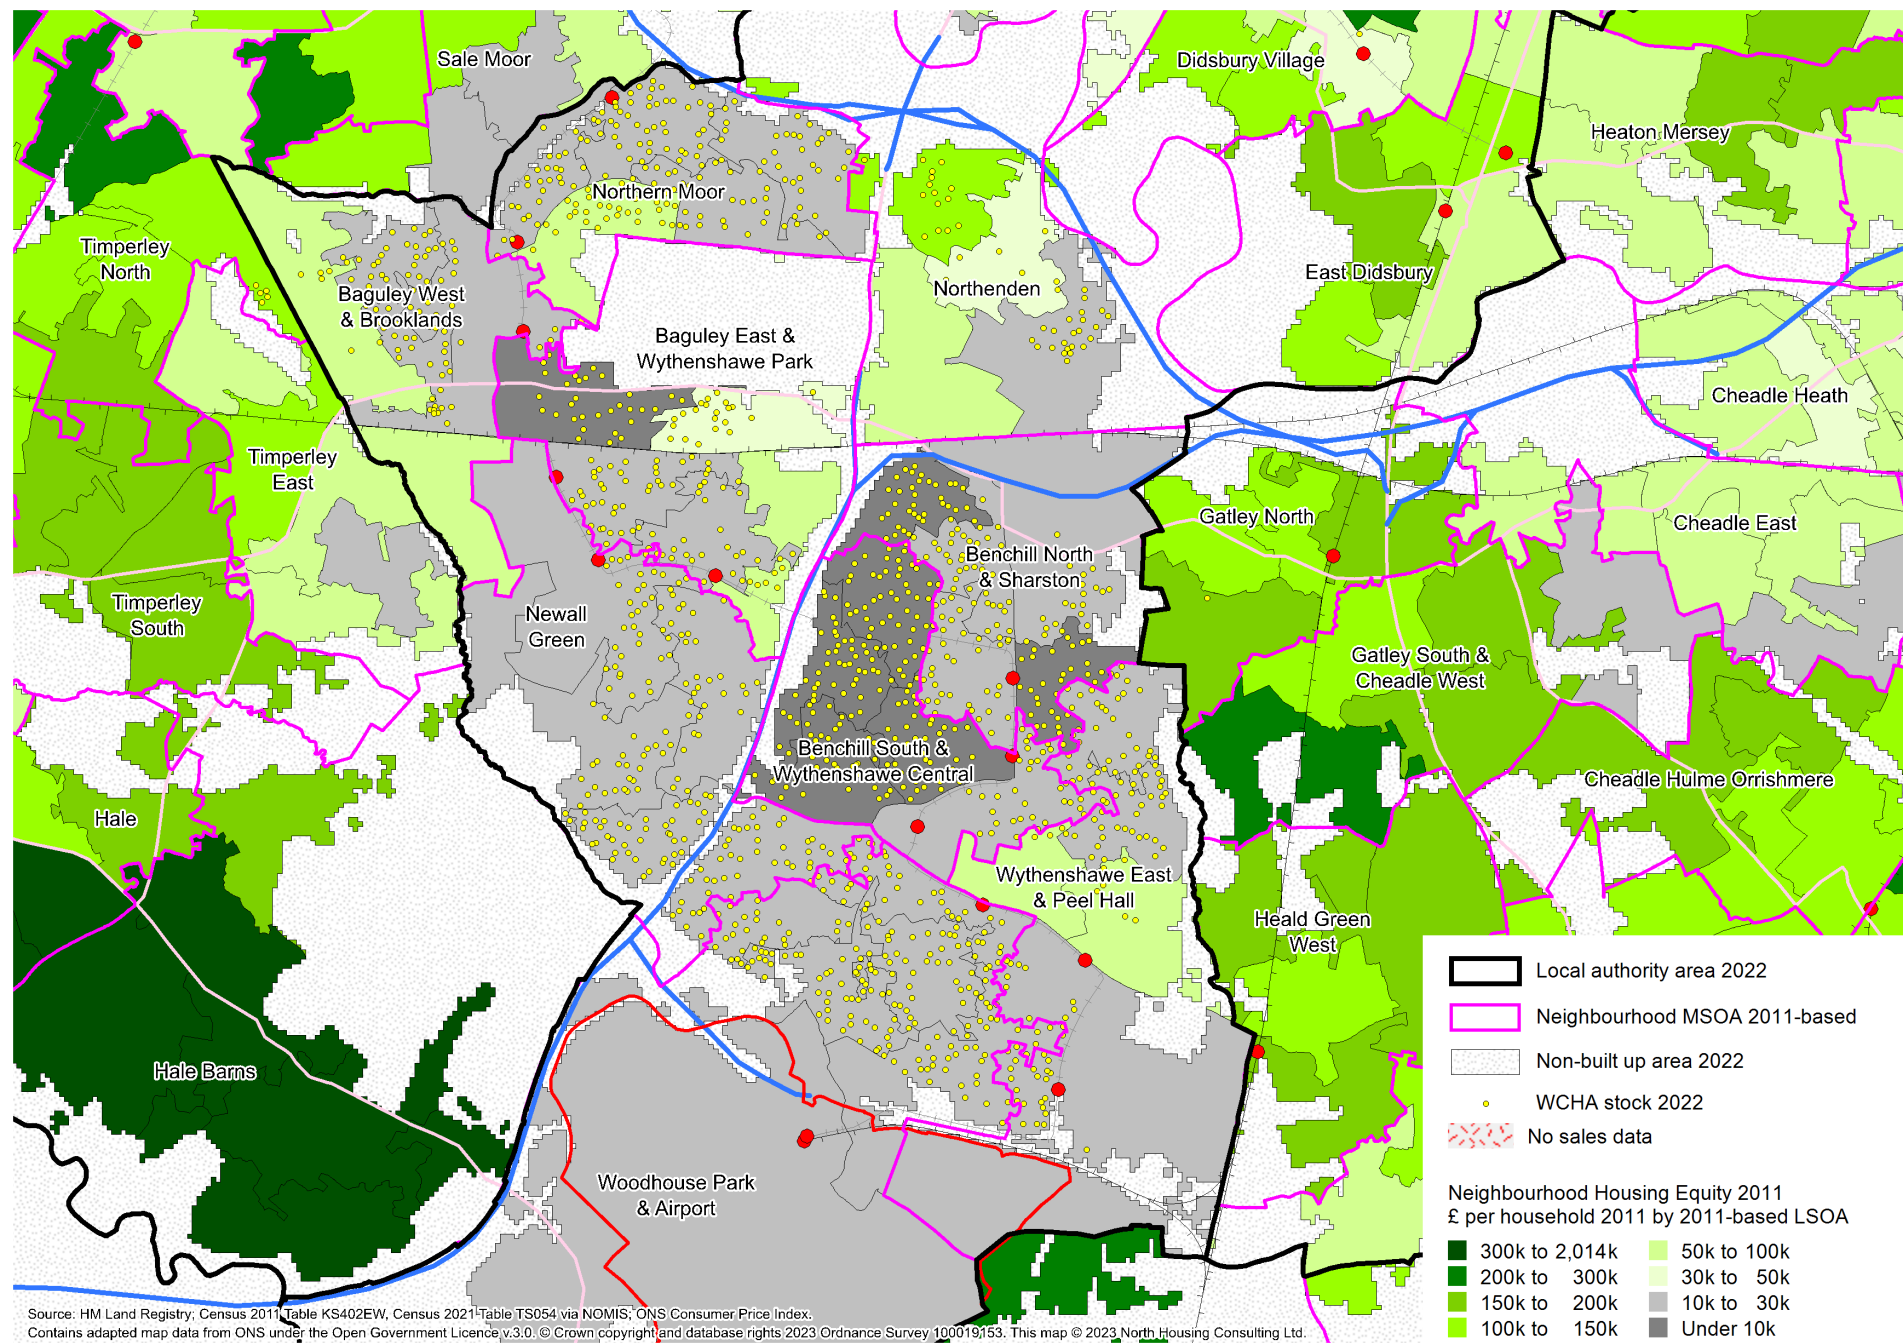 Sale Moor
Didsbury Village
Heaton Mersey
Northern Moor
Timperley
North
Baguley West
& Brooklands
Northenden
East Didsbury
Baguley East &
Wythenshawe Park
Cheadle Heath
Timperley
East
Gatley North
Cheadle East
Benchill North
& Sharston
Timperley
South
Newall
Green
Gatley South &
Cheadle West
Benchill South &
Wythenshawe Central
Cheadle Hulme Orrishmere
Hale
Wythenshawe East
& Peel Hall
Heald Green
West
Hale Barns
Woodhouse Park
& Airport
Local authority area 2022
Neighbourhood MSOA 2011-based
Non-built up area 2022
WCHA stock 2022
No sales data
Neighbourhood Housing Equity 2011
£ per household 2011 by 2011-based LSOA
300k to 2,014k
200k to 300k
150k to 200k
100k to 150k
50k to 100k
30k to 50k
10k to 30k
Under 10k
Source: HM Land Registry; Census 2011 Table KS402EW, Census 2021 Table TS054 via NOMIS; ONS Consumer Price Index.
Contains adapted map data from ONS under the Open Government Licence v.3.0. © Crown copyright and database rights 2023 Ordnance Survey 100019153. This map © 2023 North Housing Consulting Ltd.